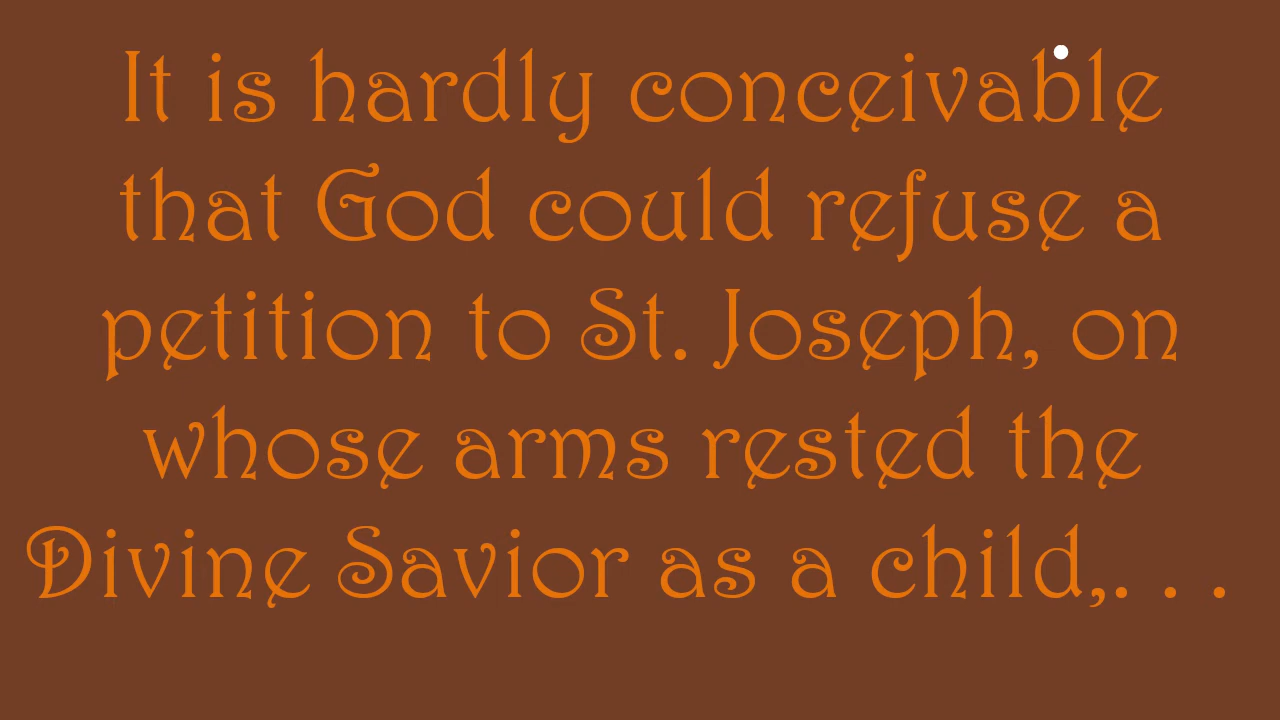 It is hardly conceivable
that God could refuse a
petition to St. Joseph, on
whose arms rested the
Divine Savior as a child,. . .